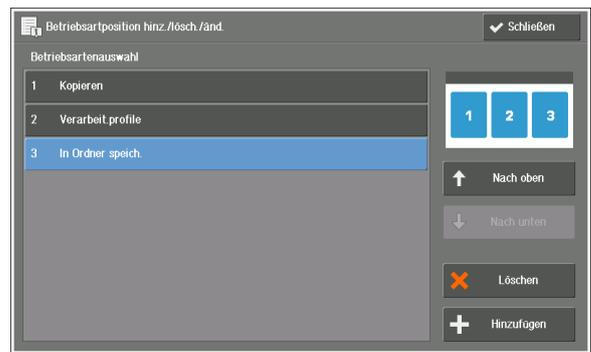 Betriebsartposition hinz./lösch./änd.
Schließen
Betriebsartenauswahl
1 Kopieren
2 Verarbeit.profile
3 In Ordner speich.
1 2 3
Nach oben
Nach unten
Löschen
Hinzufügen